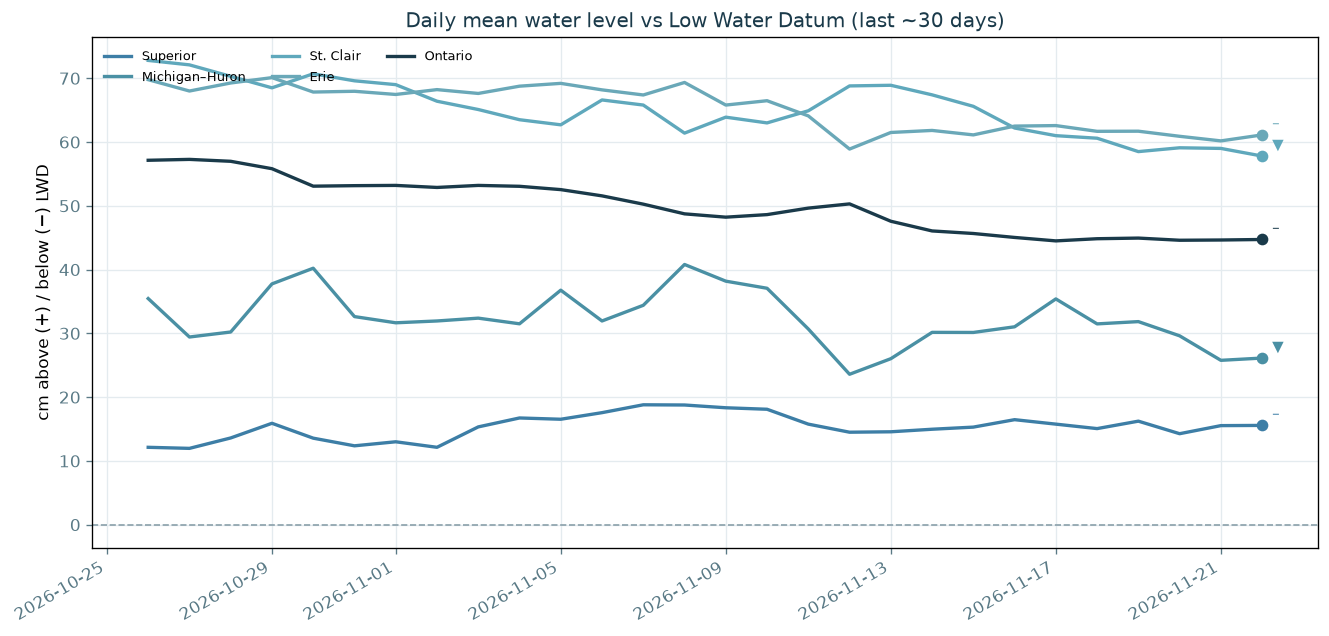 Daily mean water level vs Low Water Datum (last ~30 days)
Superior St. Clair Ontario
Michigan–Huron Erie
cm above (+) / below (−) LWD
70
60
50
40
30
20
10
0
2026-10-25 2026-10-29 2026-11-01 2026-11-05 2026-11-09 2026-11-13 2026-11-17 2026-11-21